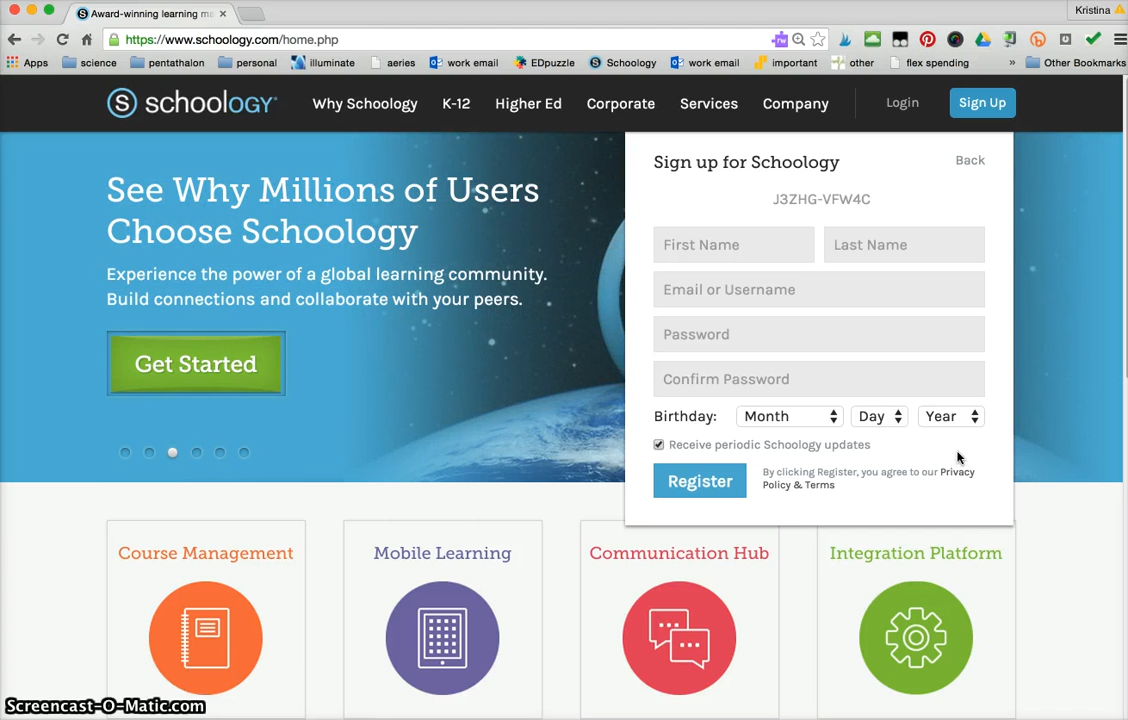 Award-winning learning ma
Kristina
https://www.schoology.com/home.php
Apps science pentathalon personal illuminate aeries work email EDpuzzle Schoology work email important other flex spending » Other Bookmarks
schoology Why Schoology K-12 Higher Ed Corporate Services Company Login Sign Up
See Why Millions of Users
Choose Schoology
Experience the power of a global learning community.
Build connections and collaborate with your peers.
Get Started
Sign up for Schoology Back
J3ZHG-VFW4C
First Name Last Name
Email or Username
Password
Confirm Password
Birthday: Month Day Year
Receive periodic Schoology updates
Register
By clicking Register, you agree to our Privacy
Policy & Terms
Course Management Mobile Learning Communication Hub Integration Platform
Screencast-O-Matic.com